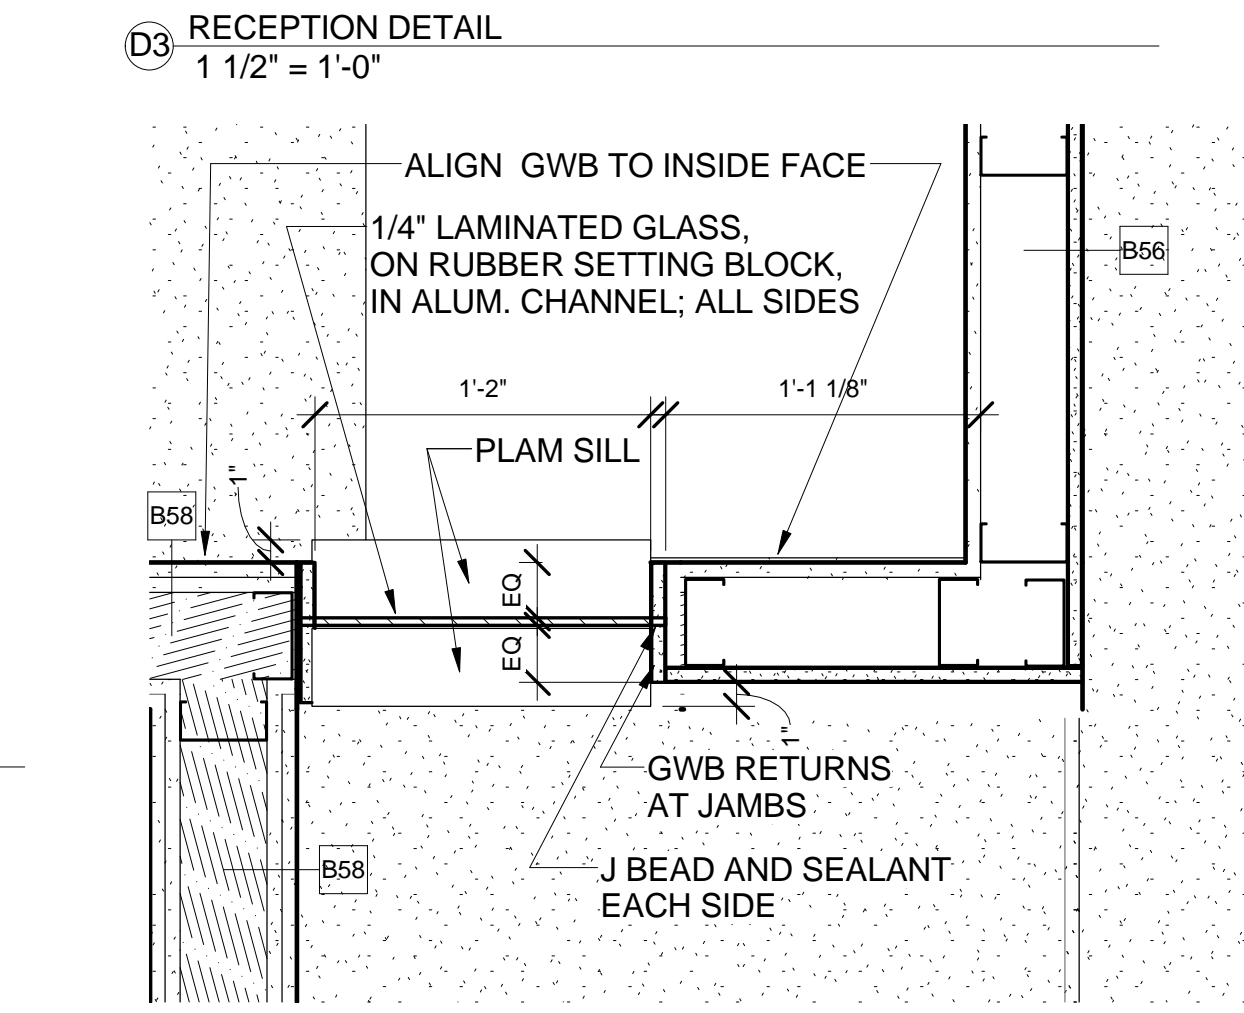 D3
RECEPTION DETAIL
1 1/2" = 1'-0"
ALIGN GWB TO INSIDE FACE
1/4" LAMINATED GLASS,
ON RUBBER SETTING BLOCK,
IN ALUM. CHANNEL; ALL SIDES
B56
1'-2"
1'-1 1/8"
PLAM SILL
1"
B58
EQ
EQ
1"
GWB RETURNS
AT JAMBS
J BEAD AND SEALANT
EACH SIDE
B58